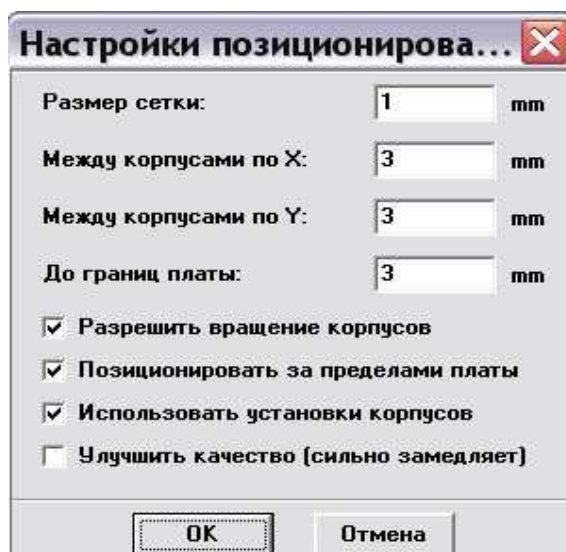 Настройки позиционирова...
Размер сетки: 1 mm
Между корпусами по X: 3 mm
Между корпусами по Y: 3 mm
До границ платы: 3 mm
Разрешить вращение корпусов
Позиционировать за пределами платы
Использовать установки корпусов
Улучшить качество (сильно замедляет)
OK Отмена